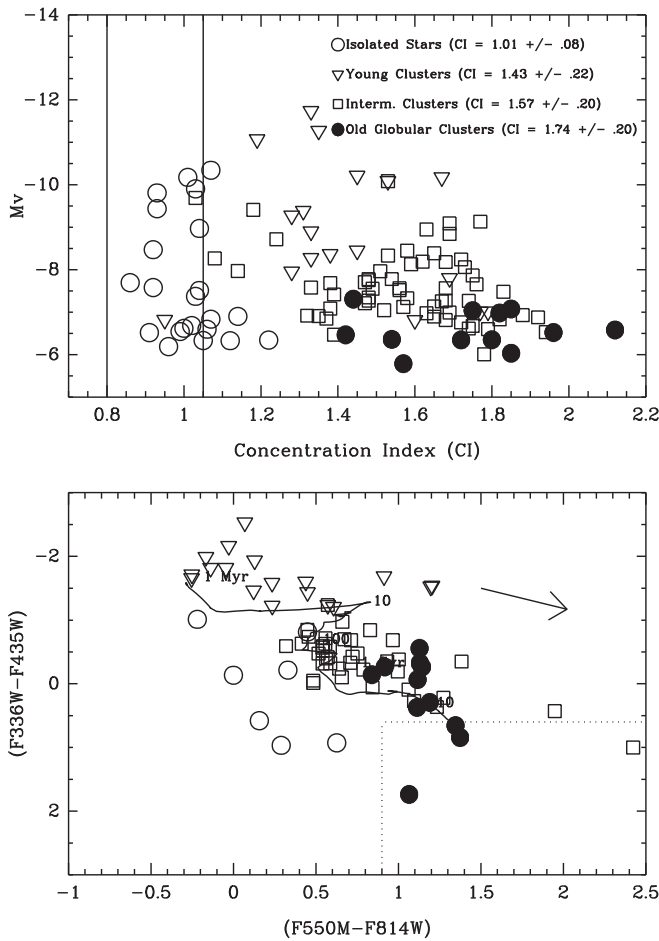 −14
−12
−10
−8
−6
Mv
Isolated Stars (CI = 1.01 +/− .08)
Young Clusters (CI = 1.43 +/− .22)
Interm. Clusters (CI = 1.57 +/− .20)
Old Globular Clusters (CI = 1.74 +/− .20)
0.8 1 1.2 1.4 1.6 1.8 2 2.2
Concentration Index (CI)
−2
0
2
(F336W−F435W)
1 Myr
10
−1 −0.5 0 0.5 1 1.5 2 2.5
(F550M−F814W)